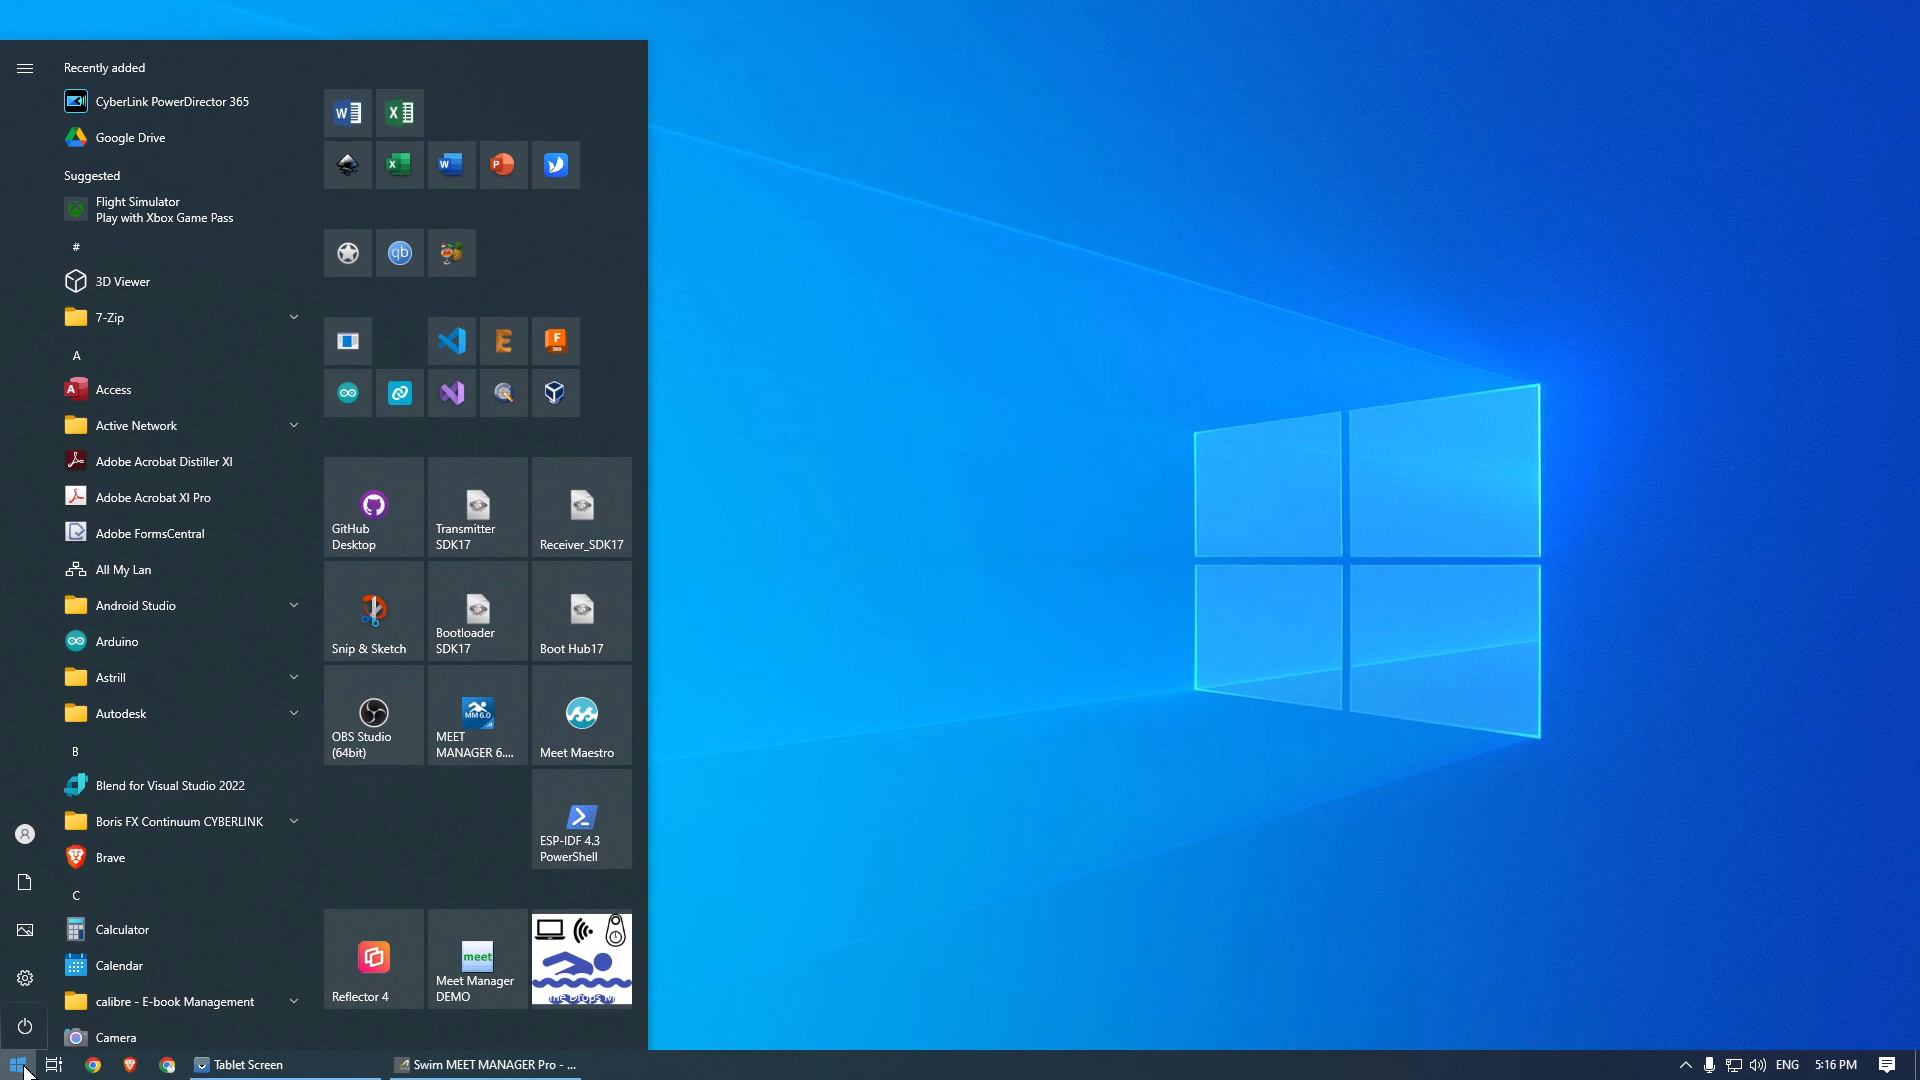 Recently added
CyberLink PowerDirector 365
Google Drive
Suggested
Flight Simulator
Play with Xbox Game Pass
#
3D Viewer
7-Zip
A
Access
Active Network
Adobe Acrobat Distiller XI
Adobe Acrobat XI Pro
Adobe FormsCentral
All My Lan
Android Studio
Arduino
Astrill
Autodesk
B
Blend for Visual Studio 2022
Boris FX Continuum CYBERLINK
Brave
C
Calculator
Calendar
calibre - E-book Management
Camera
qb
GitHub
Desktop
Transmitter
SDK17
Receiver_SDK17
Snip & Sketch
Bootloader
SDK17
Boot Hub17
OBS Studio
(64bit)
MM 6.0
MEET
MANAGER 6....
Meet Maestro
ESP-IDF 4.3
PowerShell
Reflector 4
meet
Meet Manager
DEMO
Tablet Screen
Swim MEET MANAGER Pro - ...
ENG
5:16 PM